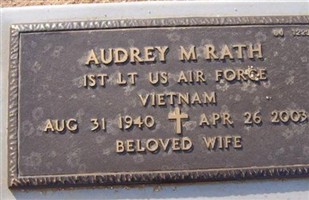 AUDREY M RATH
1ST LT US AIR FORCE
VIETNAM
AUG 31 1940 ✝ APR 26 2003
BELOVED WIFE